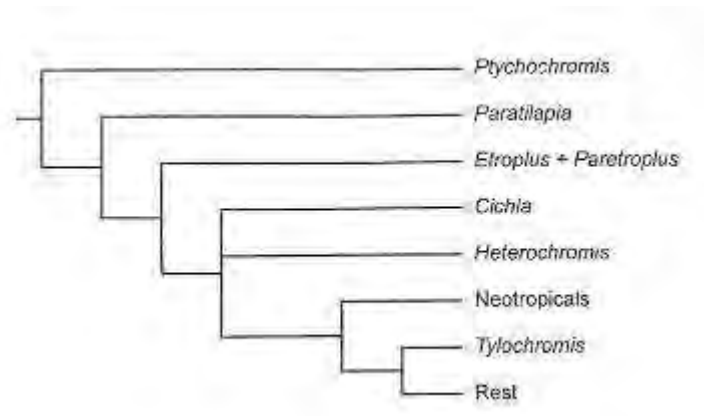 Ptychochromis
Paratilapia
Etroplus + Paretroplus
Cichla
Heterochromis
Neotropicals
Tylochromis
Rest